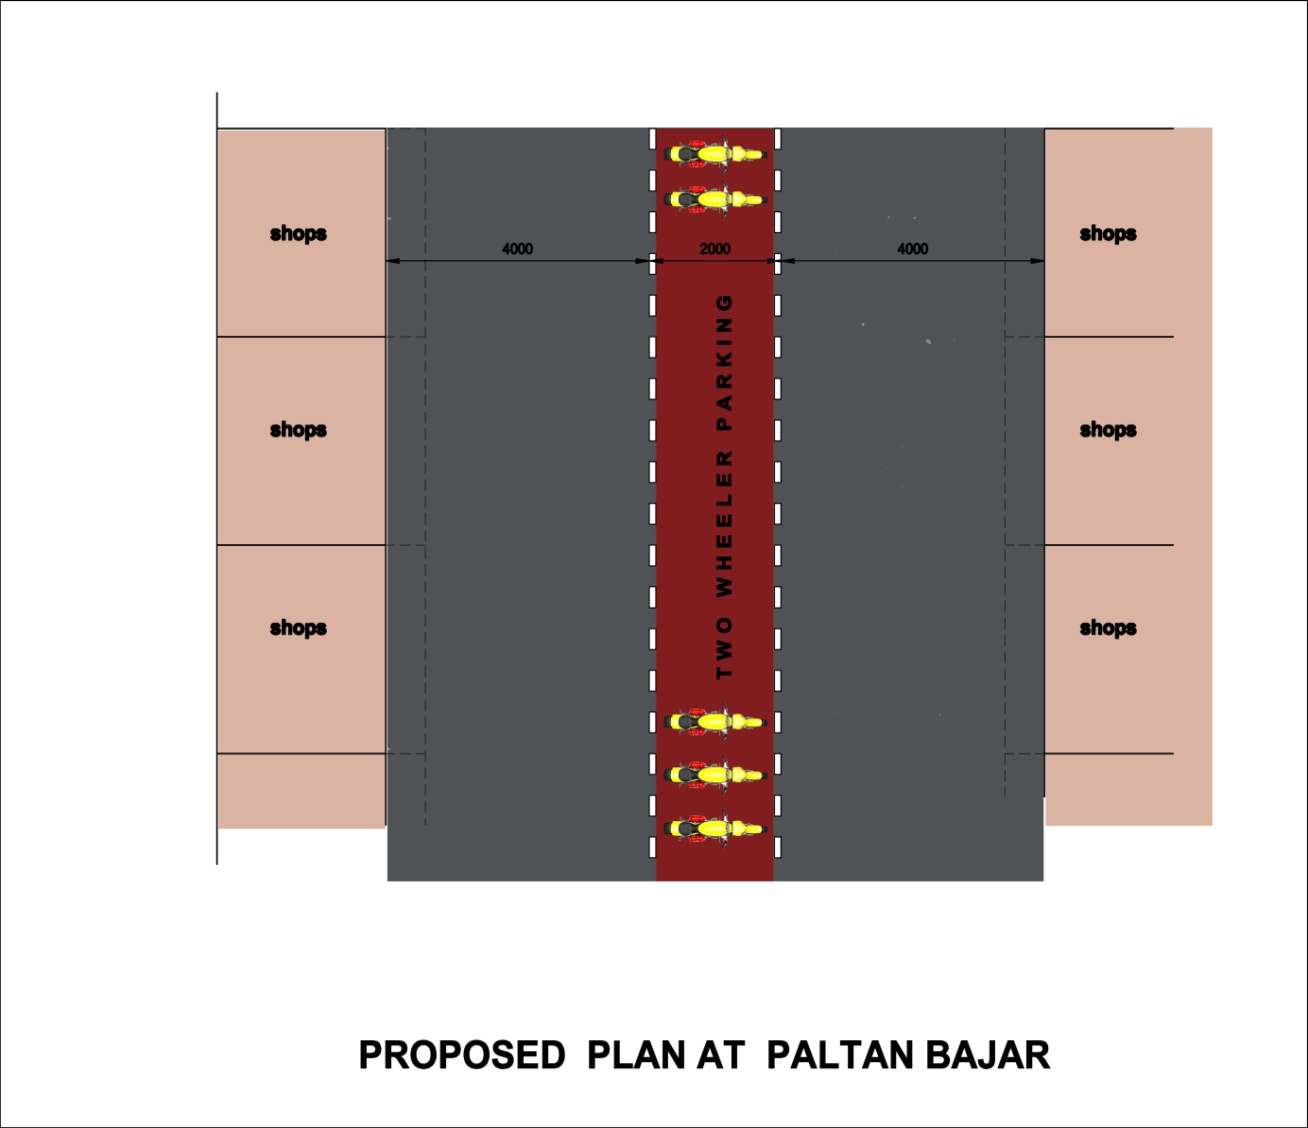 shops
shops
4000
2000
4000
TWO WHEELER PARKING
shops
shops
shops
shops
PROPOSED PLAN AT PALTAN BAJAR